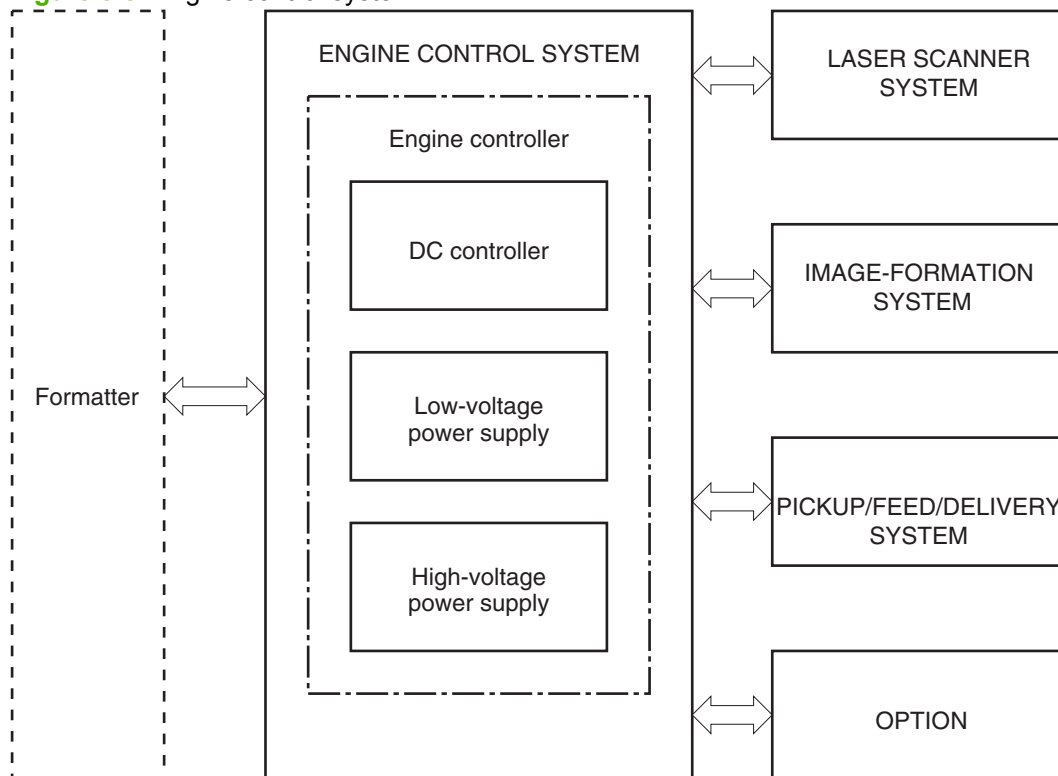 ENGINE CONTROL SYSTEM
Engine controller
DC controller
Low-voltage
power supply
High-voltage
power supply
Formatter
LASER SCANNER
SYSTEM
IMAGE-FORMATION
SYSTEM
PICKUP/FEED/DELIVERY
SYSTEM
OPTION